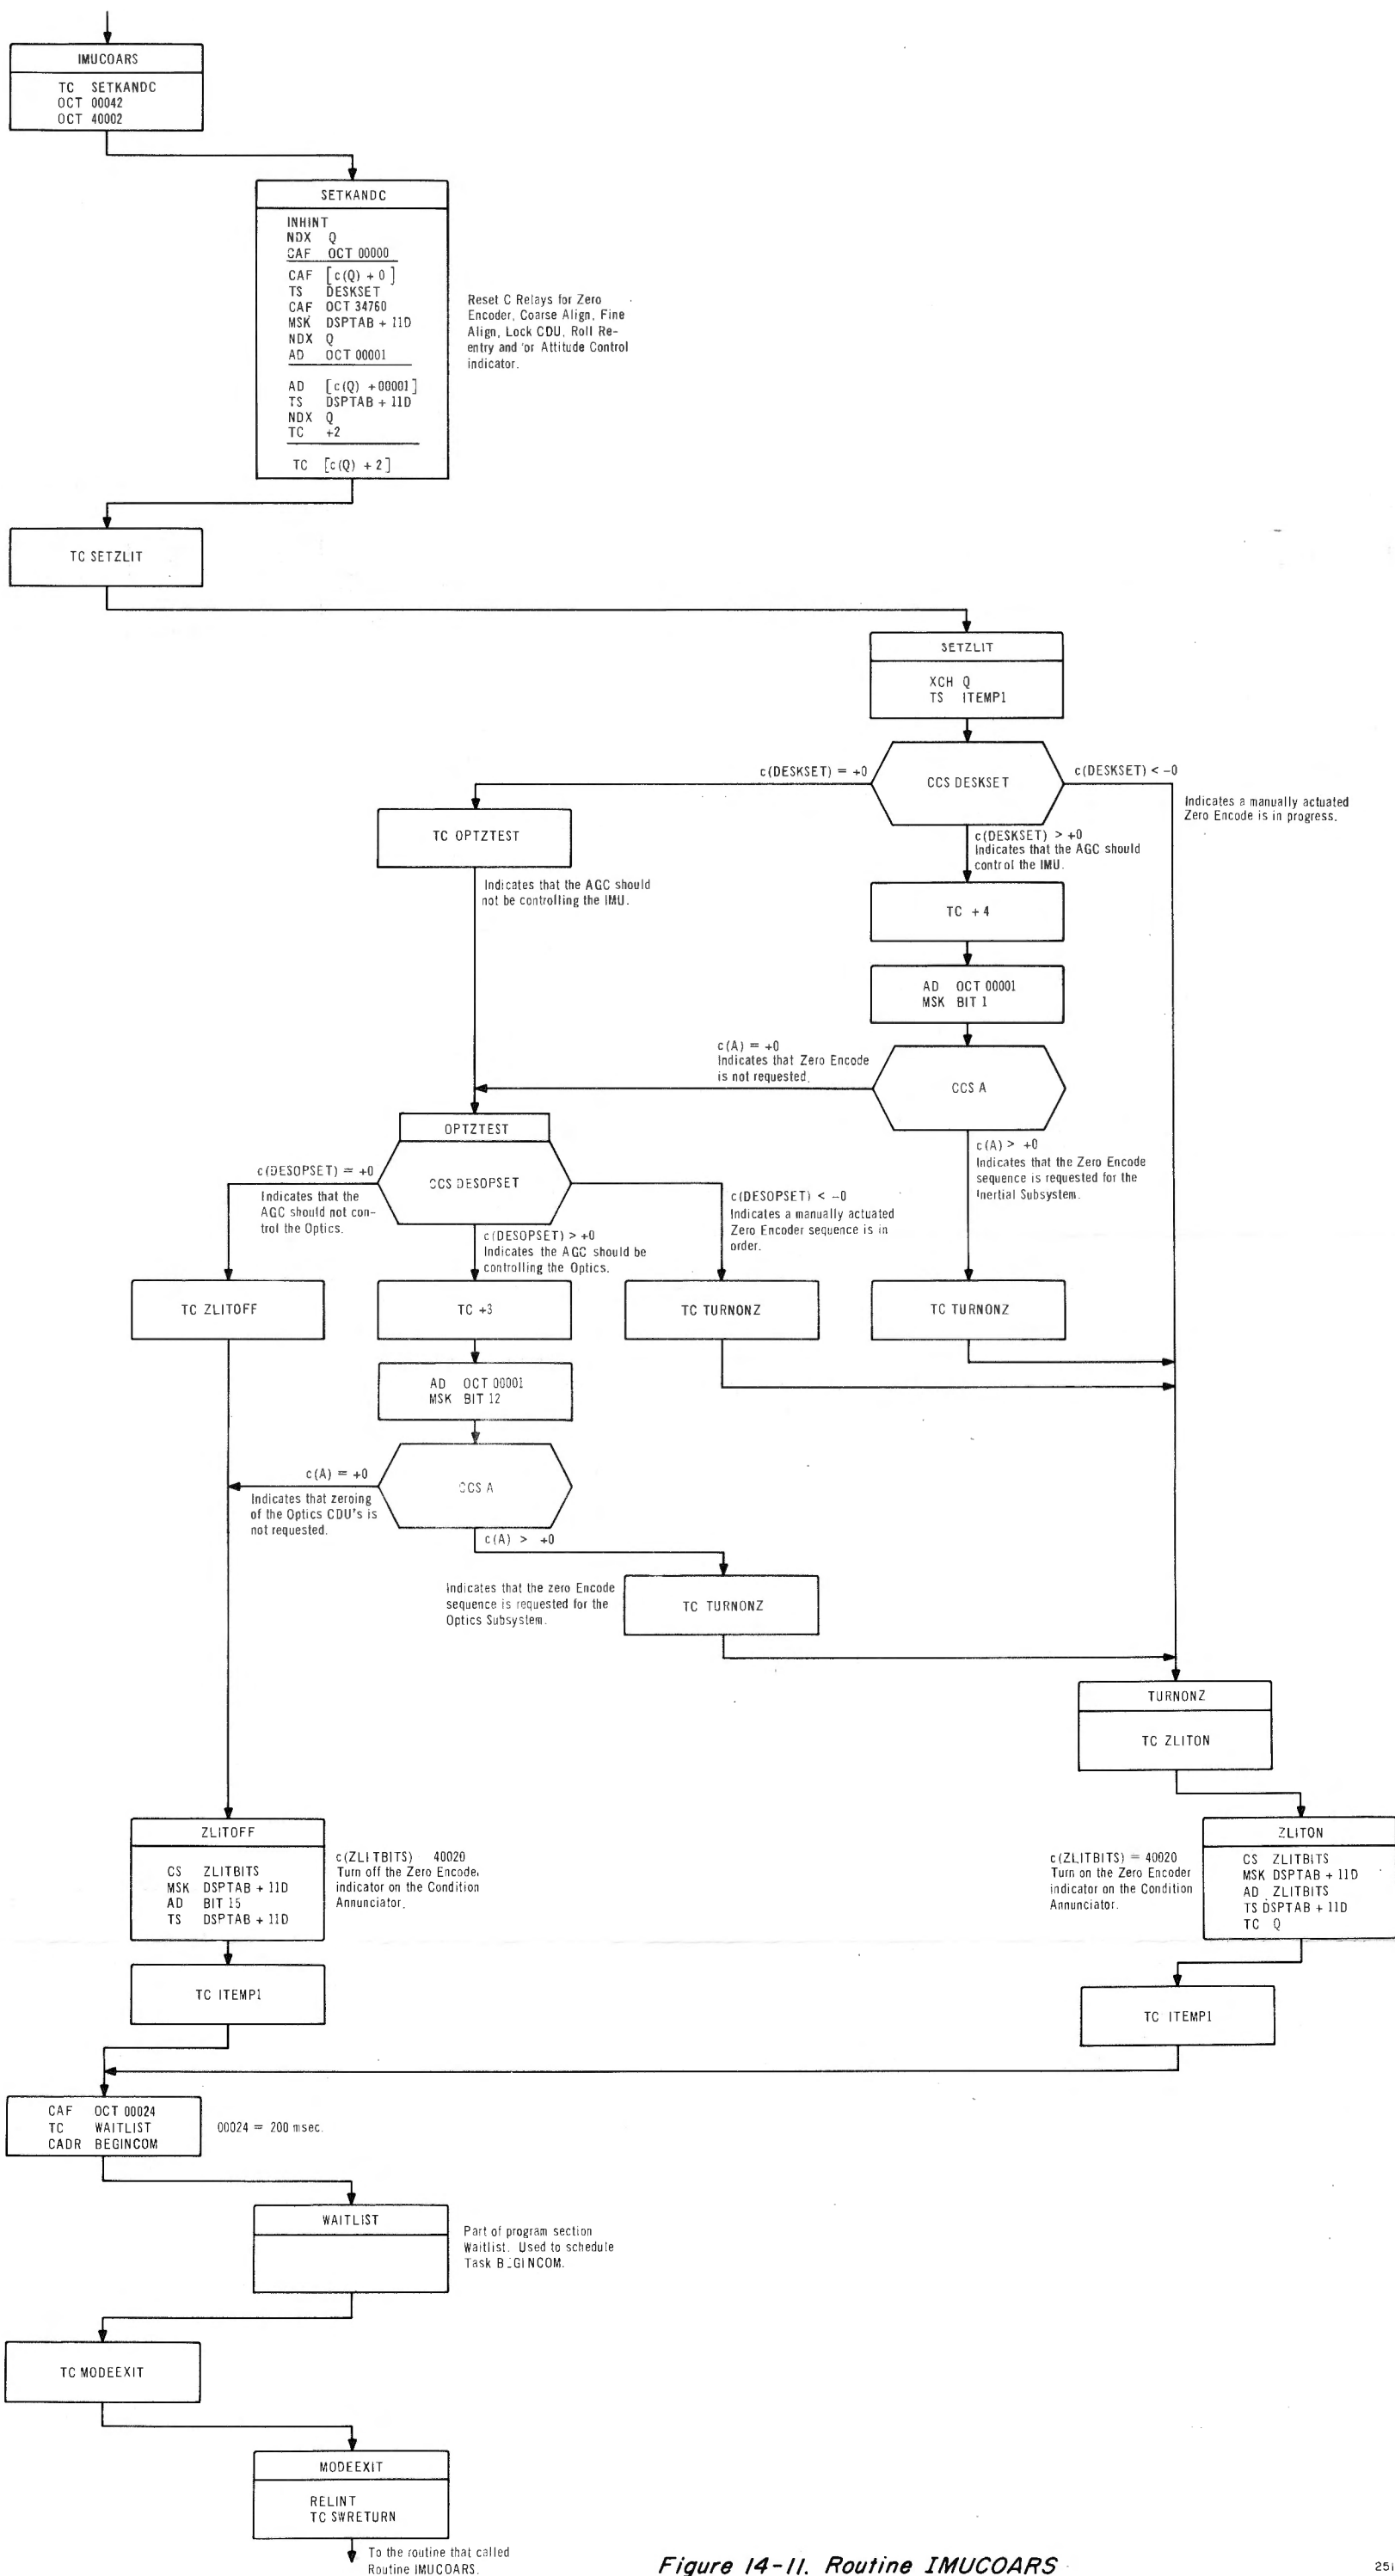 IMUCOARS
TC SETKANDC
OCT 00042
OCT 40002
SETKANDC
INHINT
NDX Q
CAF OCT 00000
CAF [c(Q) + 0]
TS DESKSET
CAF OCT 34760
MSK DSPTAB + 11D
NDX Q
AD OCT 00001
AD [c(Q) +00001]
TS DSPTAB + 11D
NDX Q
TC +2
TC [c(Q) + 2]
Reset C Relays for Zero
Encoder, Coarse Align, Fine
Align, Lock CDU, Roll Re-
entry and 'or Attitude Control
indicator.
TC SETZLIT
SETZLIT
XCH Q
TS ITEMP1
c(DESKSET) = +0
CCS DESKSET
c(DESKSET) < -0
Indicates a manually actuated
Zero Encode is in progress.
TC OPTZTEST
c(DESKSET) > +0
Indicates that the AGC should
control the IMU.
Indicates that the AGC should
not be controlling the IMU.
TC + 4
AD OCT 00001
MSK BIT 1
c(A) = +0
Indicates that Zero Encode
is not requested.
CCS A
OPTZTEST
CCS DESOPSET
c(DESOPSET) = +0
Indicates that the
AGC should not con-
trol the Optics.
c(DESOPSET) > +0
Indicates the AGC should be
controlling the Optics.
c(DESOPSET) < -0
Indicates a manually actuated
Zero Encoder sequence is in
order.
c(A) > +0
Indicates that the Zero Encode
sequence is requested for the
Inertial Subsystem.
TC ZLITOFF
TC +3
TC TURNONZ
TC TURNONZ
AD OCT 00001
MSK BIT 12
c(A) = +0
Indicates that zeroing
of the Optics CDU's is
not requested.
CCS A
c(A) > +0
Indicates that the zero Encode
sequence is requested for the
Optics Subsystem.
TC TURNONZ
TURNONZ
TC ZLITON
ZLITOFF
CS ZLITBITS
MSK DSPTAB + 11D
AD BIT 15
TS DSPTAB + 11D
c(ZLITBITS) 40020
Turn off the Zero Encode,
indicator on the Condition
Annunciator.
c(ZLITBITS) = 40020
Turn on the Zero Encoder
indicator on the Condition
Annunciator.
ZLITON
CS ZLITBITS
MSK DSPTAB + 11D
AD ZLITBITS
TS DSPTAB + 11D
TC Q
TC ITEMP1
TC ITEMP1
CAF OCT 00024
TC WAITLIST
CADR BEGINCOM
00024 = 200 msec.
WAITLIST
Part of program section
Waitlist. Used to schedule
Task BEGINCOM.
TC MODEEXIT
MODEEXIT
RELINT
TC SWRETURN
To the routine that called
Routine IMUCOARS.
Figure 14-11. Routine IMUCOARS
251